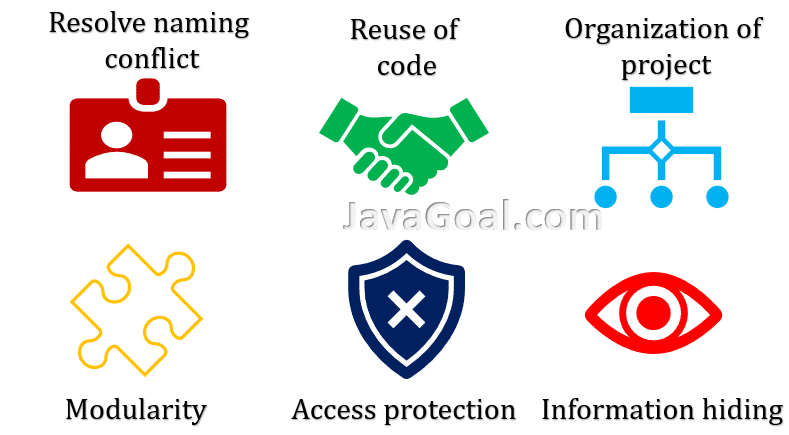 Resolve naming
conflict
Reuse of
code
Organization of
project
JavaGoal.com
Modularity
Access protection
Information hiding